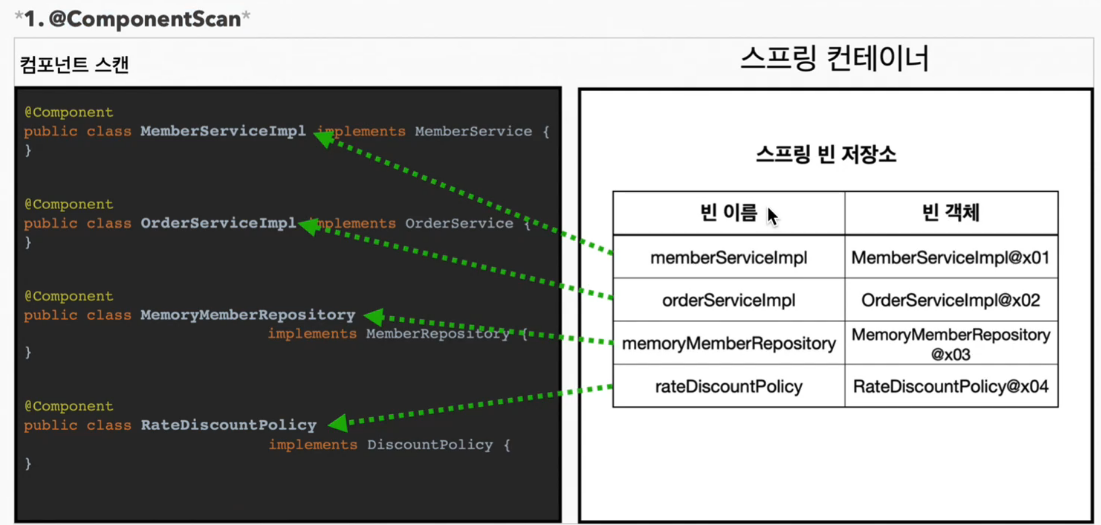 *1. @ComponentScan*
컴포넌트 스캔
@Component
public class MemberServiceImpl implements MemberService {
}
@Component
public class OrderServiceImpl implements OrderService {
}
@Component
public class MemoryMemberRepository
implements MemberRepository {
}
@Component
public class RateDiscountPolicy
implements DiscountPolicy {
}
스프링 컨테이너
스프링 빈 저장소
빈 이름 빈 객체
memberServiceImpl MemberServiceImpl@x01
orderServiceImpl OrderServiceImpl@x02
memoryMemberRepository MemoryMemberRepository
@x03
rateDiscountPolicy RateDiscountPolicy@x04